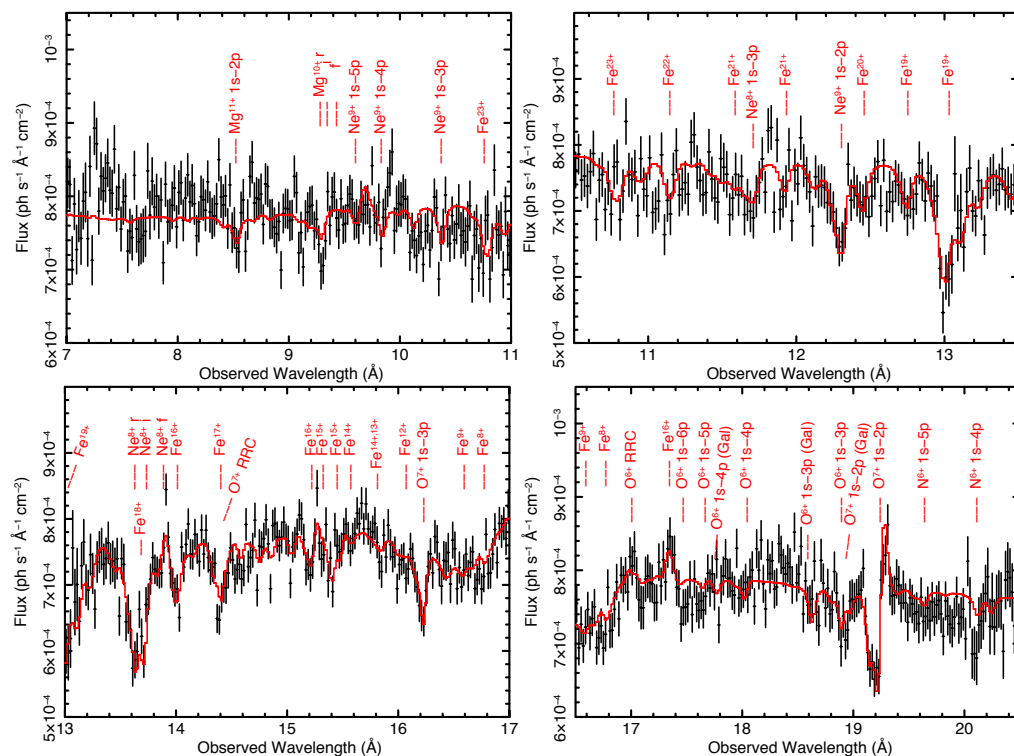 10⁻³
9×10⁻⁴
8×10⁻⁴
7×10⁻⁴
6×10⁻⁴
Flux (ph s⁻¹ Å⁻¹ cm⁻²)
Mg¹¹⁺ 1s−2p
Mg¹⁰⁺ r
i
f
Ne⁹⁺ 1s−5p
Ne⁹⁺ 1s−4p
Ne⁹⁺ 1s−3p
Fe²³⁺
7 8 9 10 11
Observed Wavelength (Å)
9×10⁻⁴
8×10⁻⁴
7×10⁻⁴
6×10⁻⁴
5×10⁻⁴
Flux (ph s⁻¹ Å⁻¹ cm⁻²)
Fe²³⁺
Fe²²⁺
Fe²¹⁺
Ne⁸⁺ 1s−3p
Fe²¹⁺
Ne⁹⁺ 1s−2p
Fe²⁰⁺
Fe¹⁹⁺
Fe¹⁹⁺
11 12 13
Observed Wavelength (Å)
9×10⁻⁴
8×10⁻⁴
7×10⁻⁴
6×10⁻⁴
5×10⁻⁴
Flux (ph s⁻¹ Å⁻¹ cm⁻²)
Fe¹⁹⁺
Ne⁸⁺ r
Fe¹⁸⁺
Ne⁸⁺ i
Ne⁸⁺ f
Fe¹⁶⁺
Fe¹⁷⁺
O⁷⁺ RRC
Fe¹⁶⁺
Fe¹⁵⁺
Fe¹⁵⁺
Fe¹⁴⁺
Fe¹⁴⁺,¹³⁺
Fe¹²⁺
O⁷⁺ 1s−3p
Fe⁹⁺
Fe⁸⁺
13 14 15 16 17
Observed Wavelength (Å)
10⁻³
9×10⁻⁴
8×10⁻⁴
7×10⁻⁴
6×10⁻⁴
Flux (ph s⁻¹ Å⁻¹ cm⁻²)
Fe⁹⁺
Fe⁸⁺
O⁶⁺ RRC
Fe¹⁶⁺
O⁶⁺ 1s−6p
O⁶⁺ 1s−5p
O⁶⁺ 1s−4p (Gal)
O⁶⁺ 1s−4p
O⁶⁺ 1s−3p (Gal)
O⁶⁺ 1s−3p
O⁷⁺ 1s−2p (Gal)
O⁷⁺ 1s−2p
N⁶⁺ 1s−5p
N⁶⁺ 1s−4p
17 18 19 20
Observed Wavelength (Å)